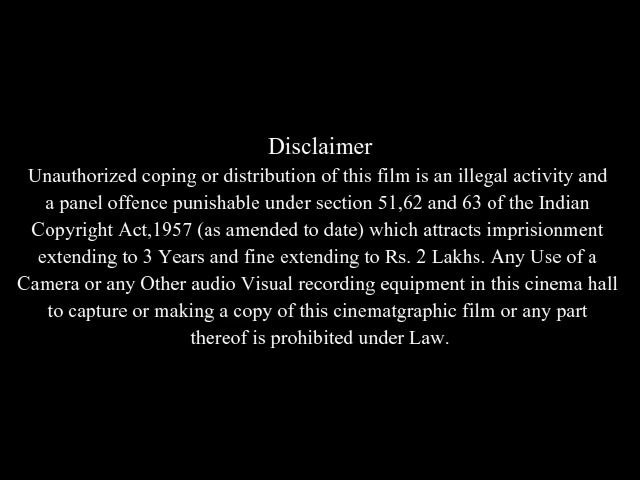 Disclaimer
Unauthorized coping or distribution of this film is an illegal activity and
a panel offence punishable under section 51,62 and 63 of the Indian
Copyright Act,1957 (as amended to date) which attracts imprisionment
extending to 3 Years and fine extending to Rs. 2 Lakhs. Any Use of a
Camera or any Other audio Visual recording equipment in this cinema hall
to capture or making a copy of this cinematgraphic film or any part
thereof is prohibited under Law.